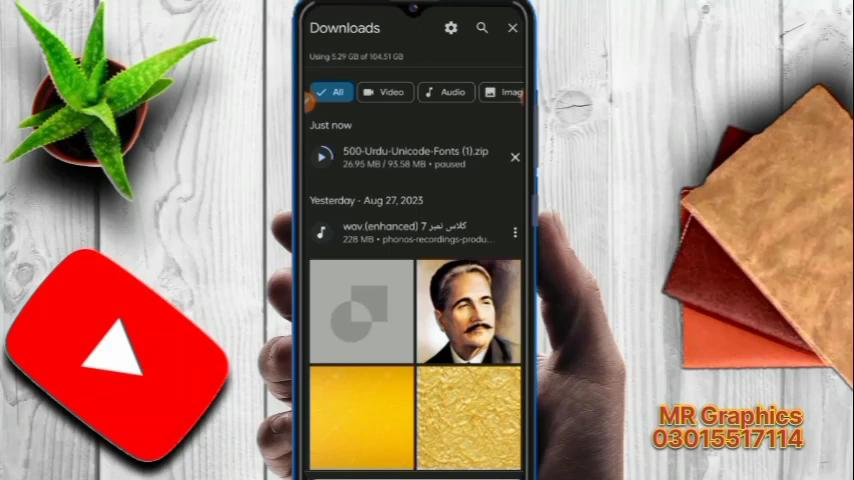 Downloads
Using 5.29 GB of 104.51 GB
All
Video
Audio
Imag
Just now
500-Urdu-Unicode-Fonts (1).zip
26.95 MB / 93.58 MB • paused
Yesterday - Aug 27, 2023
wav.(enhanced) 7 کلاس نمبر
228 MB • phonos-recordings-produ...
MR Graphics
03015517114